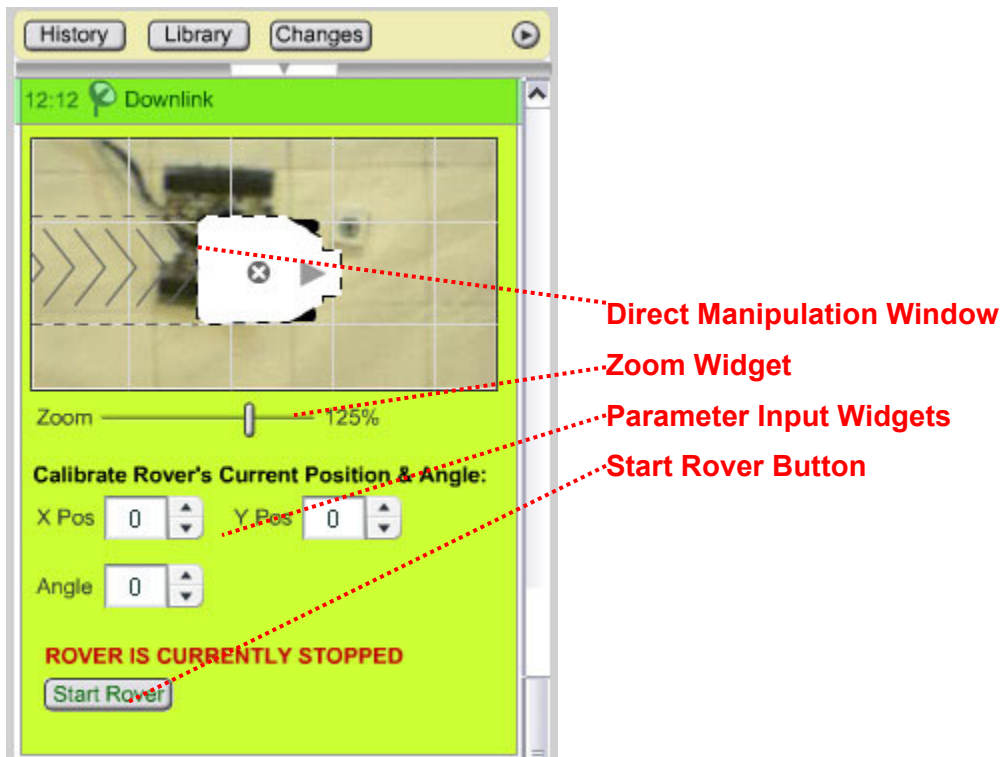 History Library Changes
12:12 Downlink
Direct Manipulation Window
Zoom 125%
Zoom Widget
Parameter Input Widgets
Start Rover Button
Calibrate Rover's Current Position & Angle:
X Pos 0 Y Pos 0
Angle 0
ROVER IS CURRENTLY STOPPED
Start Rover